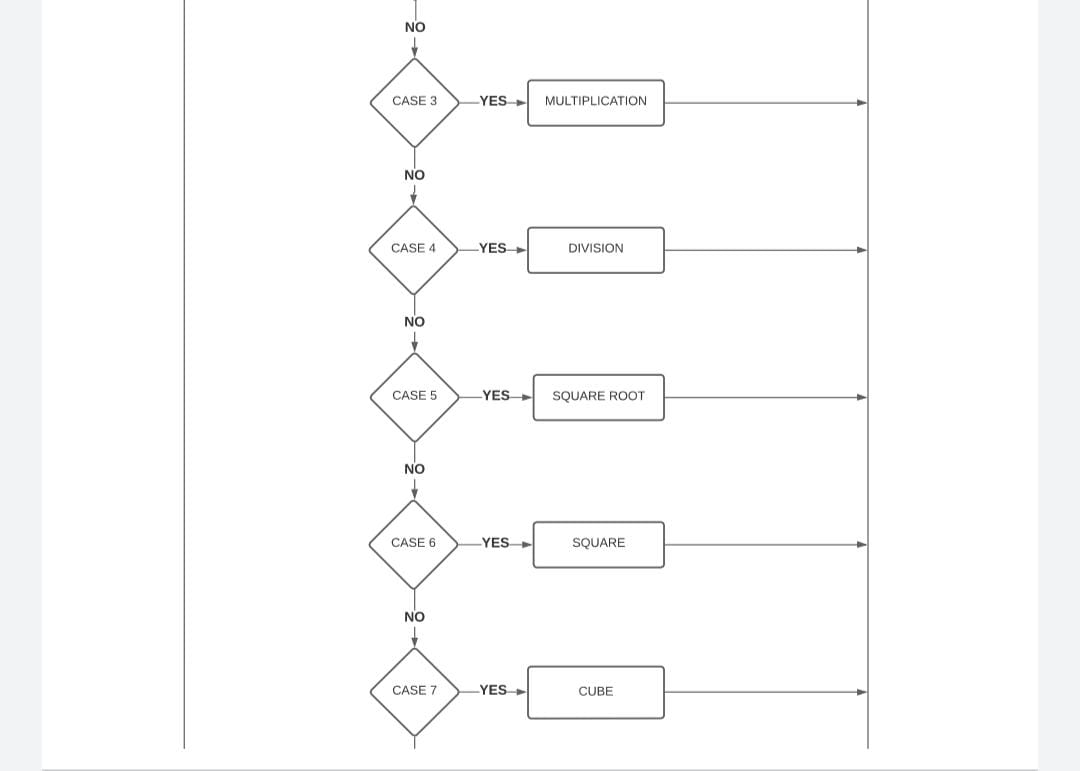 NO
CASE 3
YES
MULTIPLICATION
NO
CASE 4
YES
DIVISION
NO
CASE 5
YES
SQUARE ROOT
NO
CASE 6
YES
SQUARE
NO
CASE 7
YES
CUBE